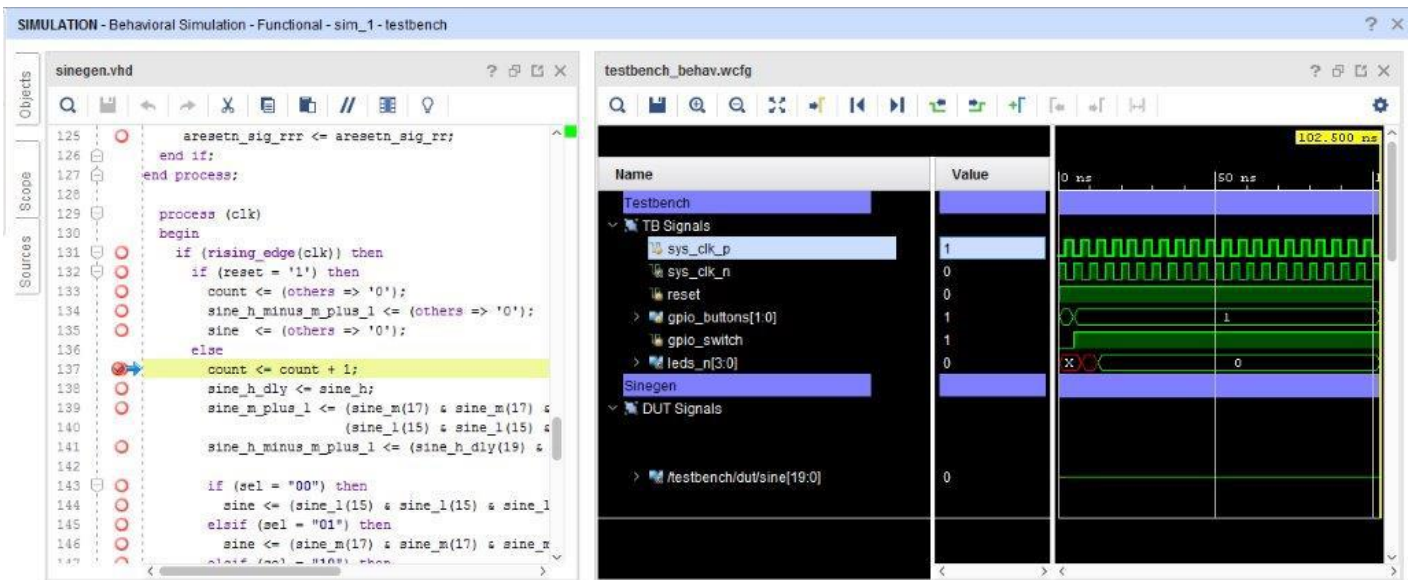 SIMULATION - Behavioral Simulation - Functional - sim_1 - testbench
Objects
Scope
Sources
sinegen.vhd
125 aresetn_sig_rrr <= aresetn_sig_rr;
126 end if;
127 end process;
128
129 process (clk)
130 begin
131 if (rising_edge(clk)) then
132 if (reset = '1') then
133 count <= (others => '0');
134 sine_h_minus_m_plus_l <= (others => '0');
135 sine <= (others => '0');
136 else
137 count <= count + 1;
138 sine_h_dly <= sine_h;
139 sine_m_plus_l <= (sine_m(17) & sine_m(17) &
140 (sine_l(15) & sine_l(15) &
141 sine_h_minus_m_plus_l <= (sine_h_dly(19) &
142
143 if (sel = "00") then
144 sine <= (sine_l(15) & sine_l(15) & sine_l
145 elsif (sel = "01") then
146 sine <= (sine_m(17) & sine_m(17) & sine_m
147 elsif (sel = "10") then
testbench_behav.wcfg
102.500 ns
Name Value 0 ns 50 ns
Testbench
TB Signals
sys_clk_p 1
sys_clk_n 0
reset 0
gpio_buttons[1:0] 1 1
gpio_switch 1
leds_n[3:0] 0 X 0
Sinegen
DUT Signals
/testbench/dut/sine[19:0] 0